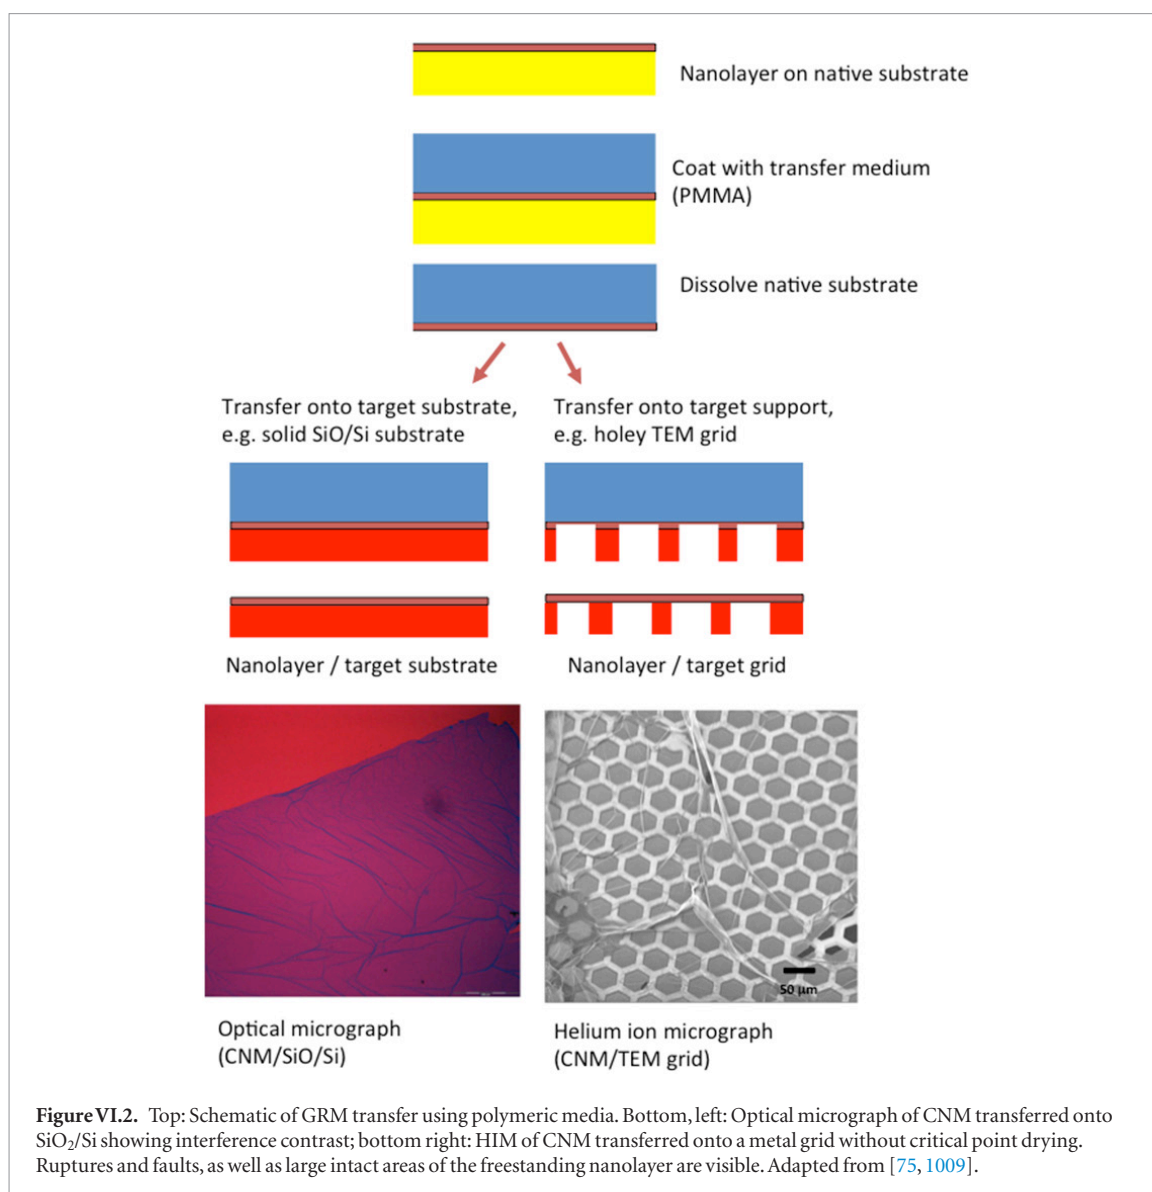 Nanolayer on native substrate
Coat with transfer medium
(PMMA)
Dissolve native substrate
Transfer onto target substrate,
e.g. solid SiO/Si substrate
Transfer onto target support,
e.g. holey TEM grid
Nanolayer / target substrate
Nanolayer / target grid
50 µm
Optical micrograph
(CNM/SiO/Si)
Helium ion micrograph
(CNM/TEM grid)
Figure VI.2. Top: Schematic of GRM transfer using polymeric media. Bottom, left: Optical micrograph of CNM transferred onto
SiO₂/Si showing interference contrast; bottom right: HIM of CNM transferred onto a metal grid without critical point drying.
Ruptures and faults, as well as large intact areas of the freestanding nanolayer are visible. Adapted from [75, 1009].